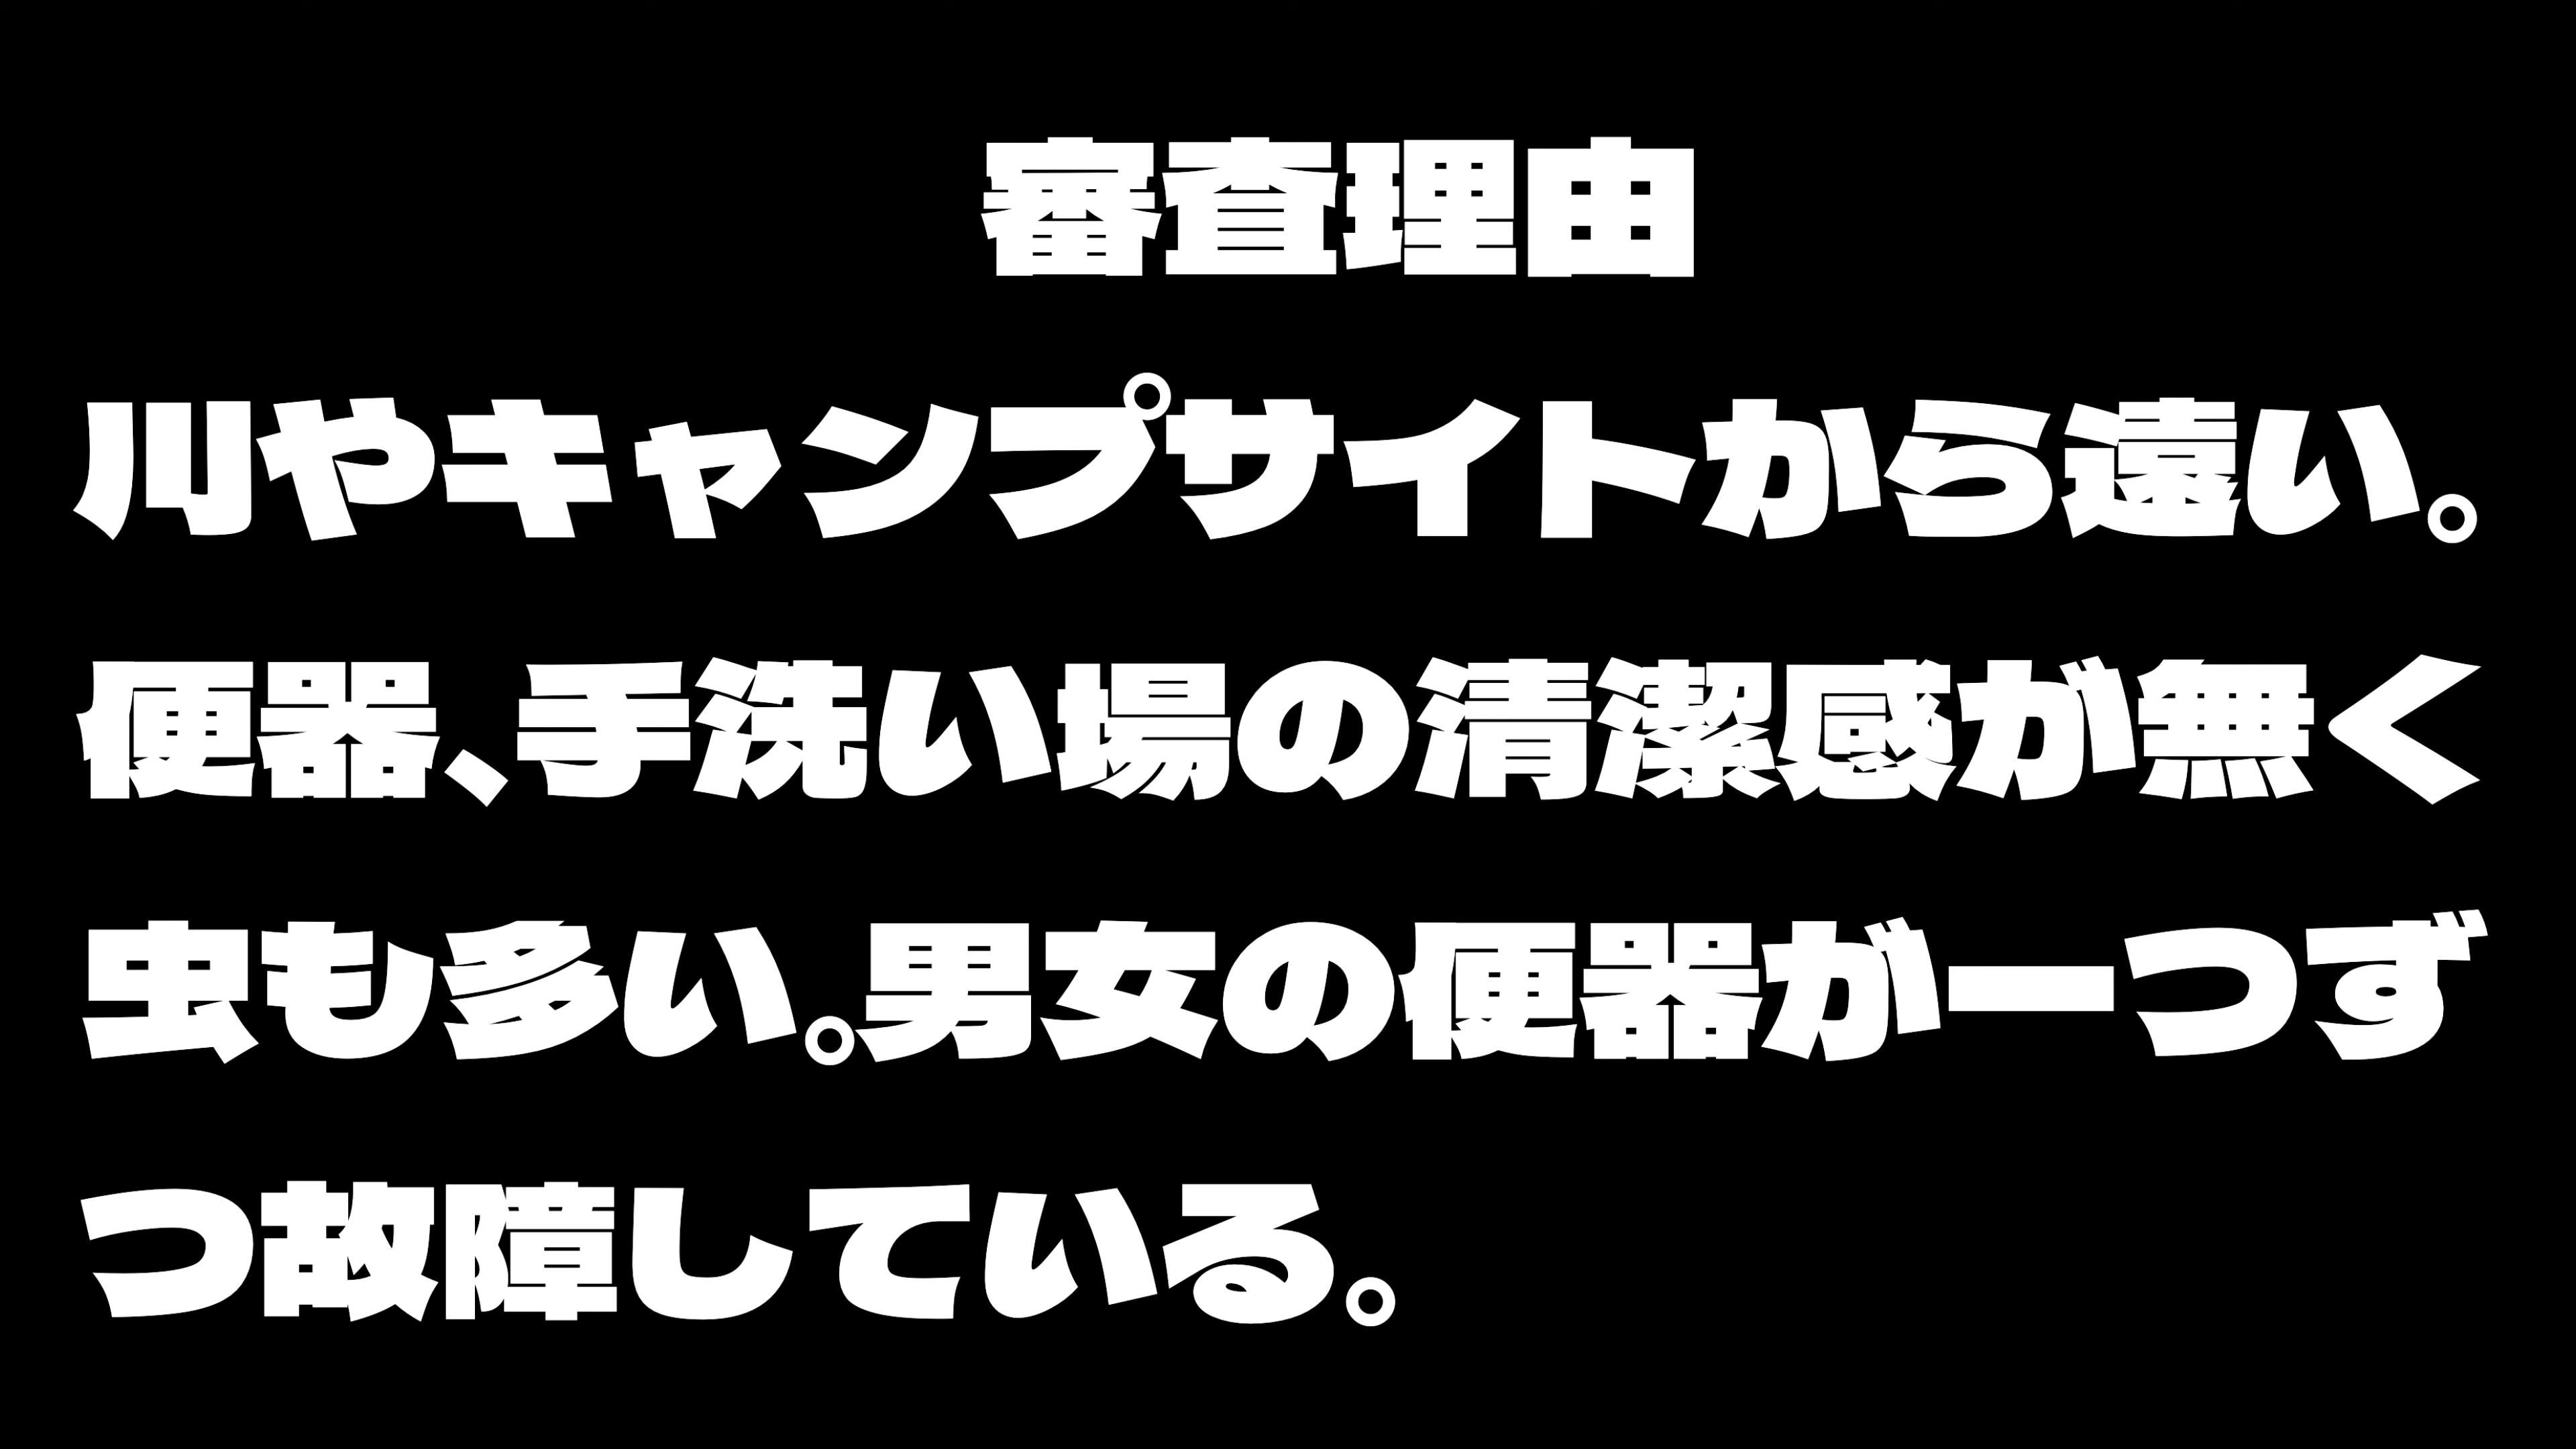 審査理由
川やキャンプサイトから遠い。
便器、手洗い場の清潔感が無く
虫も多い。男女の便器が一つず
つ故障している。